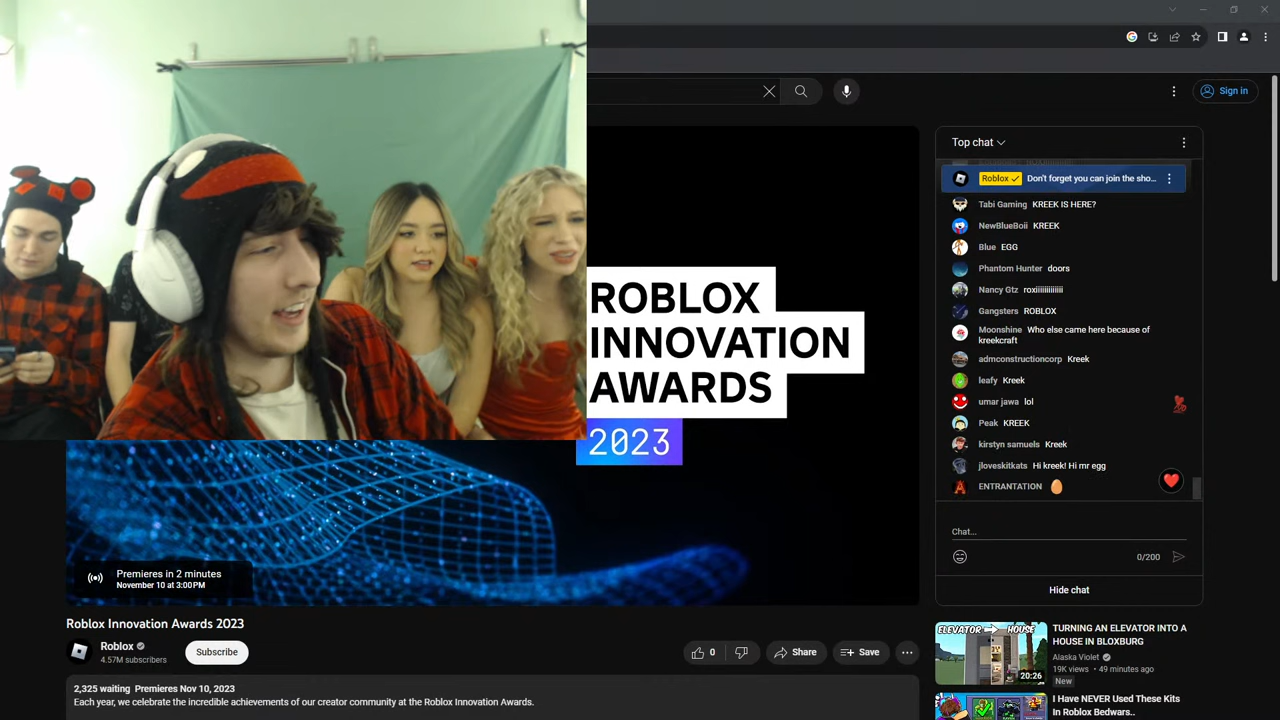 Sign in
ROBLOX
INNOVATION
AWARDS
2023
Premieres in 2 minutes
November 10 at 3:00PM
Roblox Innovation Awards 2023
Roblox
4.57M subscribers
Subscribe
0
Share
Save
2,325 waiting Premieres Nov 10, 2023
Each year, we celebrate the incredible achievements of our creator community at the Roblox Innovation Awards.
Top chat
Roblox Don't forget you can join the sho...
Tabi Gaming KREEK IS HERE?
NewBlueBoii KREEK
Blue EGG
Phantom Hunter doors
Nancy Gtz roxiiiiiiiiiiiii
Gangsters ROBLOX
Moonshine Who else came here because of
kreekcraft
admconstructioncorp Kreek
leafy Kreek
umar jawa lol
Peak KREEK
kirstyn samuels Kreek
jloveskitkats Hi kreek! Hi mr egg
ENTRANTATION
Chat...
0/200
Hide chat
ELEVATOR HOUSE
20:26
TURNING AN ELEVATOR INTO A
HOUSE IN BLOXBURG
Alaska Violet
19K views • 49 minutes ago
New
I Have NEVER Used These Kits
In Roblox Bedwars..